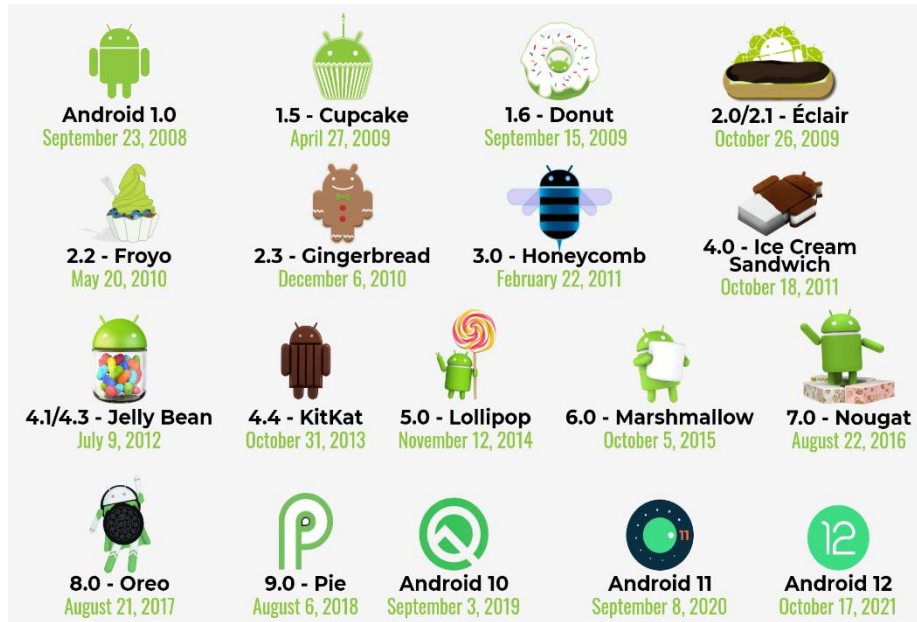 Android 1.0
September 23, 2008
1.5 - Cupcake
April 27, 2009
1.6 - Donut
September 15, 2009
2.0/2.1 - Éclair
October 26, 2009
2.2 - Froyo
May 20, 2010
2.3 - Gingerbread
December 6, 2010
3.0 - Honeycomb
February 22, 2011
4.0 - Ice Cream
Sandwich
October 18, 2011
4.1/4.3 - Jelly Bean
July 9, 2012
4.4 - KitKat
October 31, 2013
5.0 - Lollipop
November 12, 2014
6.0 - Marshmallow
October 5, 2015
7.0 - Nougat
August 22, 2016
8.0 - Oreo
August 21, 2017
9.0 - Pie
August 6, 2018
Android 10
September 3, 2019
11
Android 11
September 8, 2020
12
Android 12
October 17, 2021